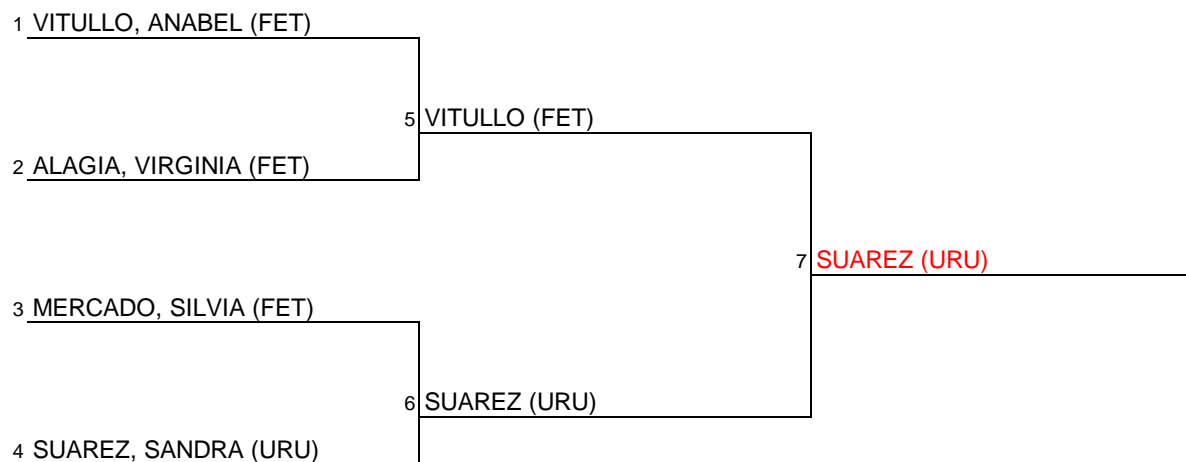 1 VITULLO, ANABEL (FET)
5 VITULLO (FET)
2 ALAGIA, VIRGINIA (FET)
7 SUAREZ (URU)
3 MERCADO, SILVIA (FET)
6 SUAREZ (URU)
4 SUAREZ, SANDRA (URU)